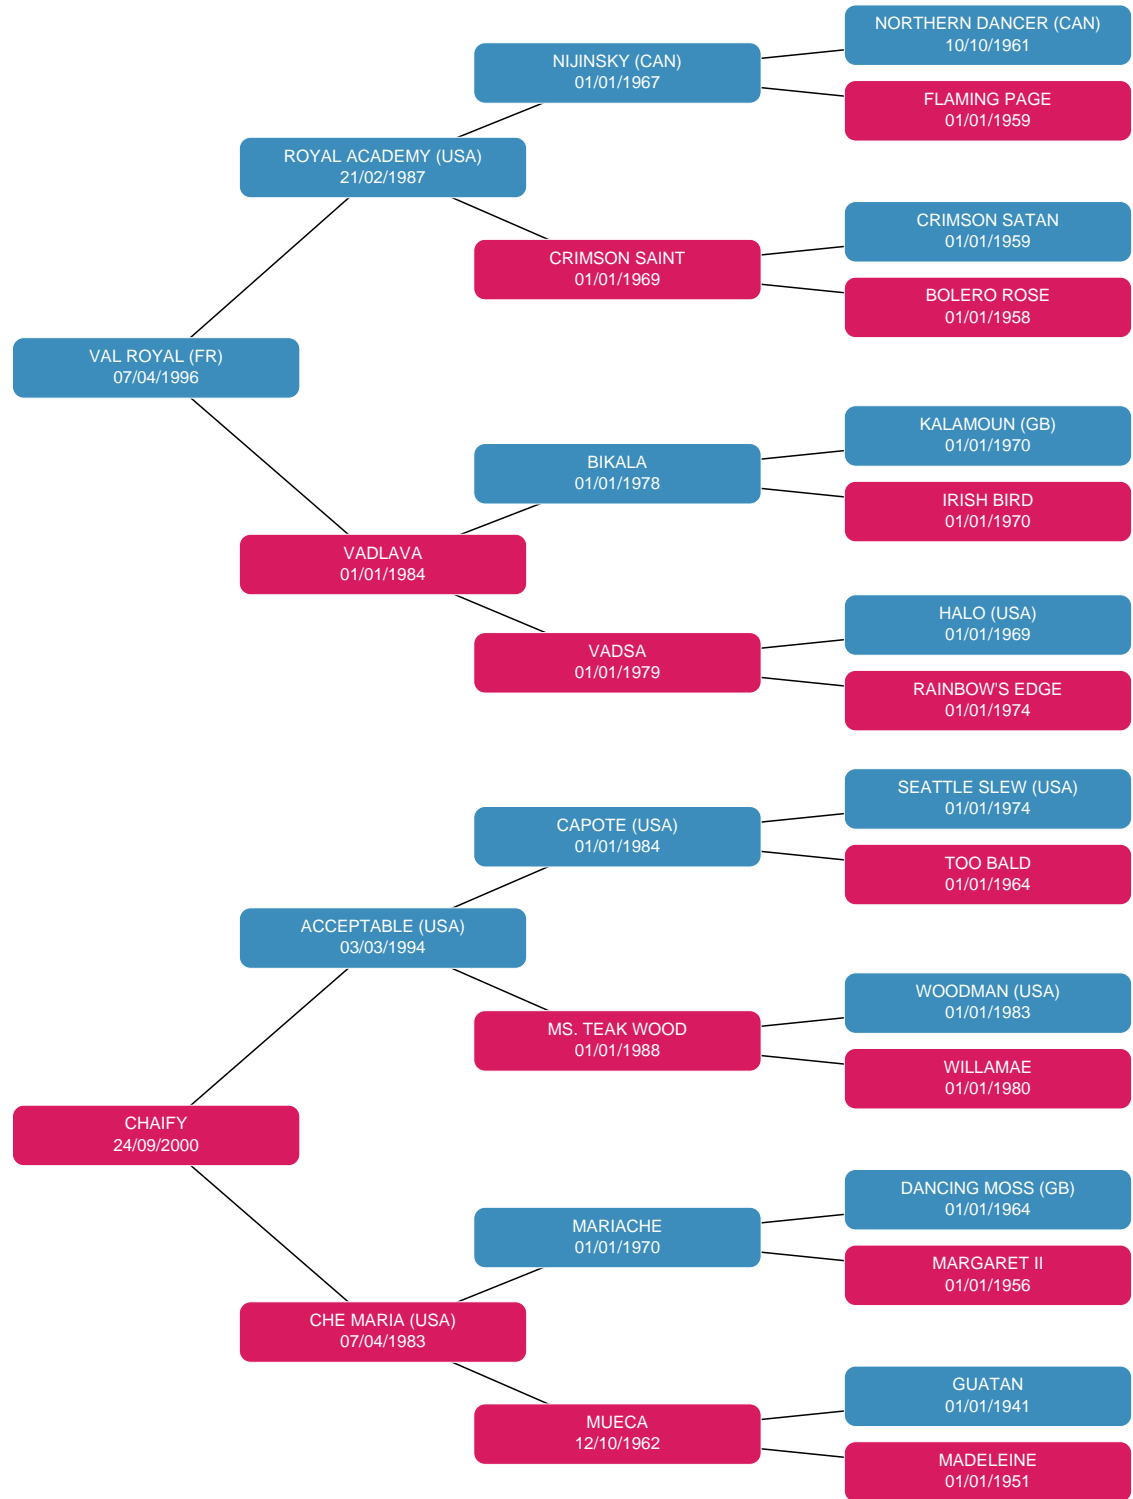 NORTHERN DANCER (CAN)
10/10/1961
NIJINSKY (CAN)
01/01/1967
FLAMING PAGE
01/01/1959
ROYAL ACADEMY (USA)
21/02/1987
CRIMSON SATAN
01/01/1959
CRIMSON SAINT
01/01/1969
BOLERO ROSE
01/01/1958
VAL ROYAL (FR)
07/04/1996
KALAMOUN (GB)
01/01/1970
BIKALA
01/01/1978
IRISH BIRD
01/01/1970
VADLAVA
01/01/1984
HALO (USA)
01/01/1969
VADSA
01/01/1979
RAINBOW'S EDGE
01/01/1974
SEATTLE SLEW (USA)
01/01/1974
CAPOTE (USA)
01/01/1984
TOO BALD
01/01/1964
ACCEPTABLE (USA)
03/03/1994
WOODMAN (USA)
01/01/1983
MS. TEAK WOOD
01/01/1988
WILLAMAE
01/01/1980
CHAIFY
24/09/2000
DANCING MOSS (GB)
01/01/1964
MARIACHE
01/01/1970
MARGARET II
01/01/1956
CHE MARIA (USA)
07/04/1983
GUATAN
01/01/1941
MUECA
12/10/1962
MADELEINE
01/01/1951